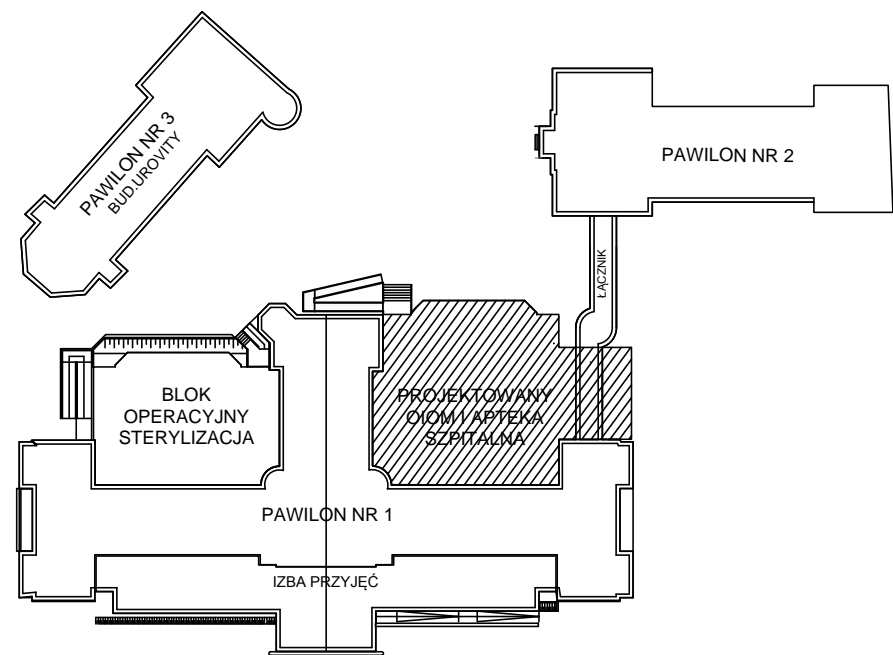 PAWILON NR 3
BUD.UROVITY
PAWILON NR 2
ŁĄCZNIK
BLOK
OPERACYJNY
STERYLIZACJA
PROJEKTOWANY
OIOM I APTEKA
SZPITALNA
PAWILON NR 1
IZBA PRZYJĘĆ